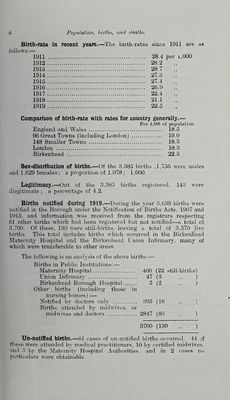 6 Population, births, and deaths.
Birth-rate in recent years.—The birth-rates since 1911 are as
follows:—
1911 28.4 per 1,000
1912 28.2 ,,
1913 28.7 ,,
1914 27.3 ,,
1915 27.4 ,,
1916 26.9 ,,
1917 22.4 ,,
1918 21.1 ,,
1919 22.5 ,,
Comparison of birth-rate with rates for country generally.—
Per 1,000 of population.
England and Wales 18.5
96 Great Towns (including London) 19.0
148 Smaller Towns 18.3
London 18.3
Birkenhead 22.5
Sex-distribution of births.—Of the 3,385 births 1,756 were males
and 1,629 females; a proportion of 1,078: 1,000.
Legitimacy.—Out of the 3,385 births registered, 143 were
illegitimate; a percentage of 4.2.
Births notified during 1919.—During the year 3,639 births were
notified in the Borough under the Notification of Births Acts, 1907 and
1915, and information was received from the registrars respecting
61 other births which had been registered but not notified—a total of
3,700. Of these, 130 were still-births, leaving a total of 3,570 live
births. This total includes births which occurred in the Birkenhead
Maternity Hospital and the Birkenhead Union Infirmary, many of
which were transferable to other areas.
The following is an analysis of the above births:—
Births in Public Institutions:—
Maternity Hospital 406 (22 still-births)
Union Infirmary 47 (5 ,, )
Birkenhead Borough Hospital 5 (2 ,, )
Other births (including those in
nursing homes):—
Notified by doctors only 395 (16 ,, )
Births attended by midwives, or
midwives and doctors 2847 (85 ,, )
3700 (130 ,, )
Un-notified births.—61 cases of un-notified births occurred. 44 of
these were attended by medical practitioners, 10 by certified midwives,
and 5 by the Maternity Hospital Authorities, and in 2 cases no
particulars were obtainable.